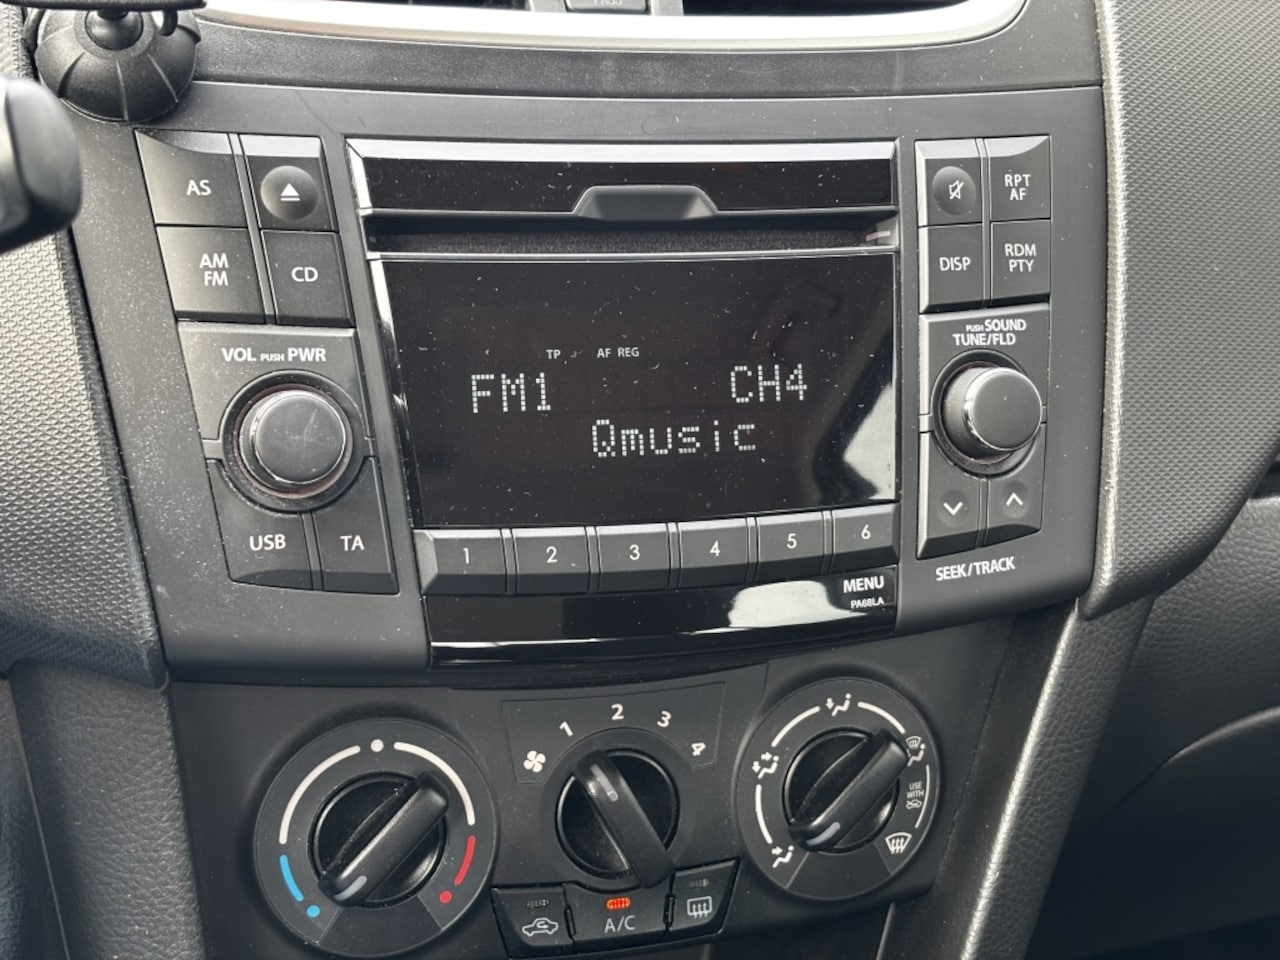 AS
AM
FM
CD
VOL PUSH PWR
USB
TA
TP AF REG
FM1 CH4
Qmusic
1 2 3 4 5 6
MENU
PA68LA
RPT
AF
DISP
RDM
PTY
PUSH SOUND
TUNE/FLD
SEEK/TRACK
1 2 3 4
A/C
USE
WITH